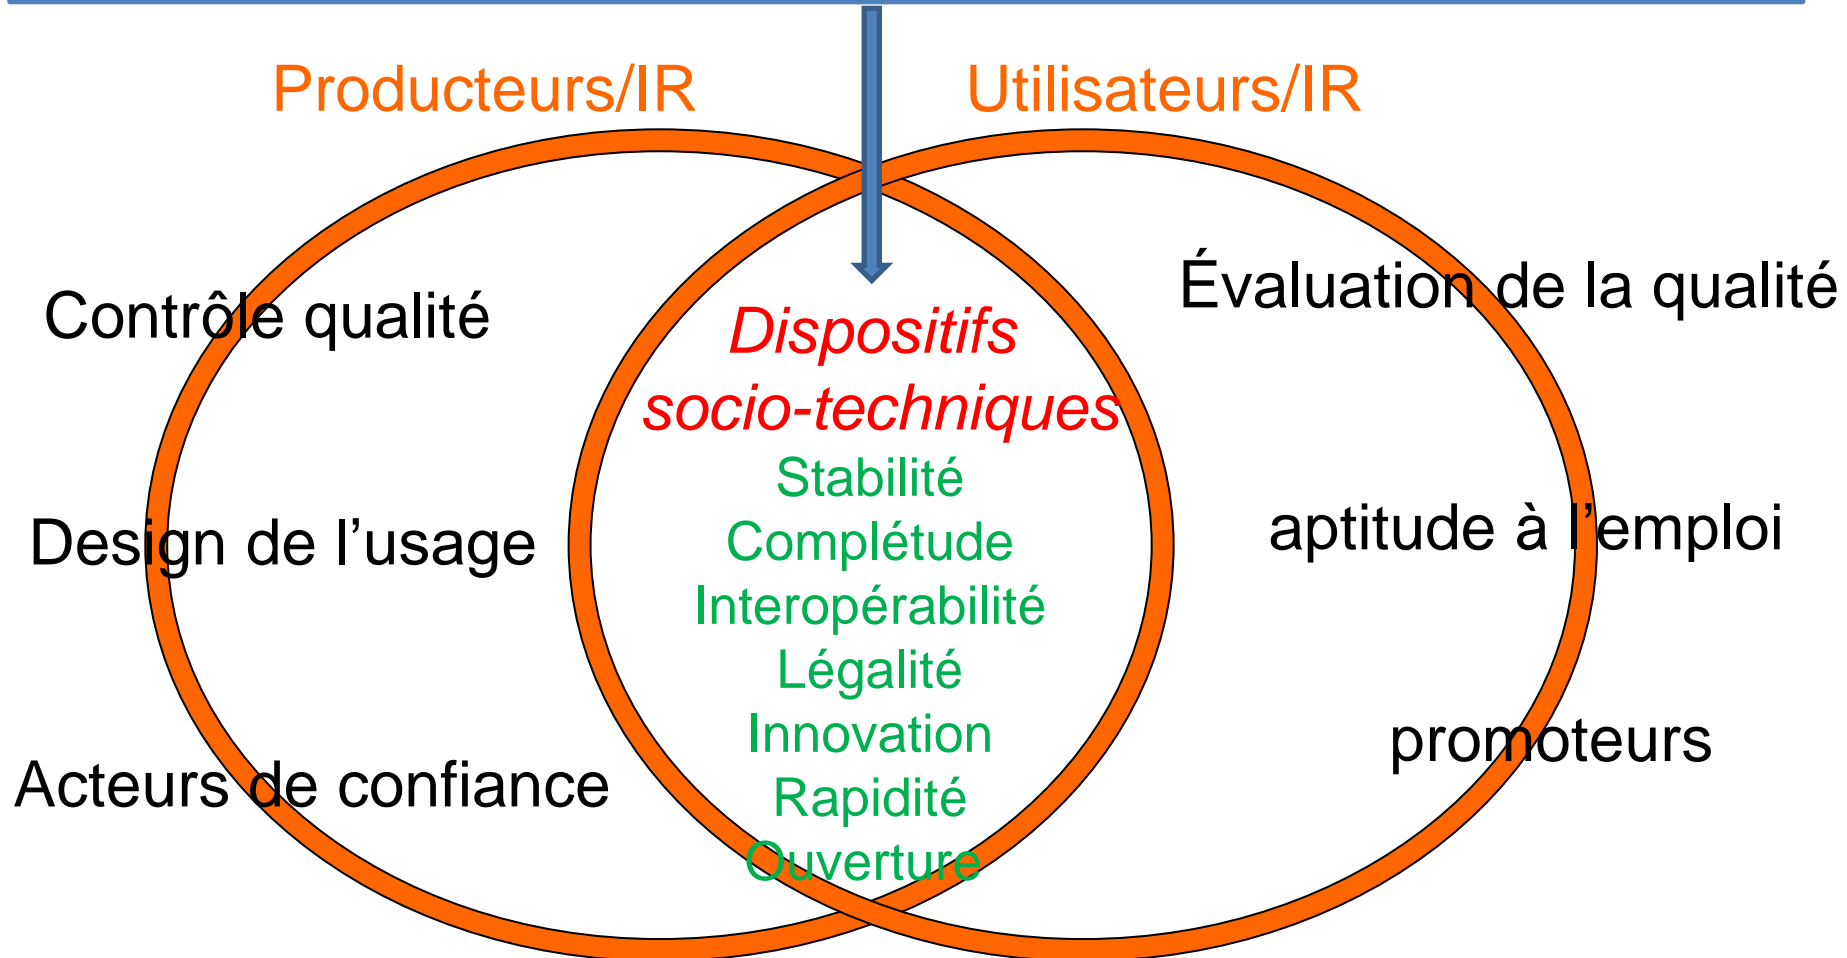 Producteurs/IR
Utilisateurs/IR
Contrôle qualité
Design de l’usage
Acteurs de confiance
Dispositifs
socio-techniques
Stabilité
Complétude
Interopérabilité
Légalité
Innovation
Rapidité
Ouverture
Évaluation de la qualité
aptitude à l’emploi
promoteurs